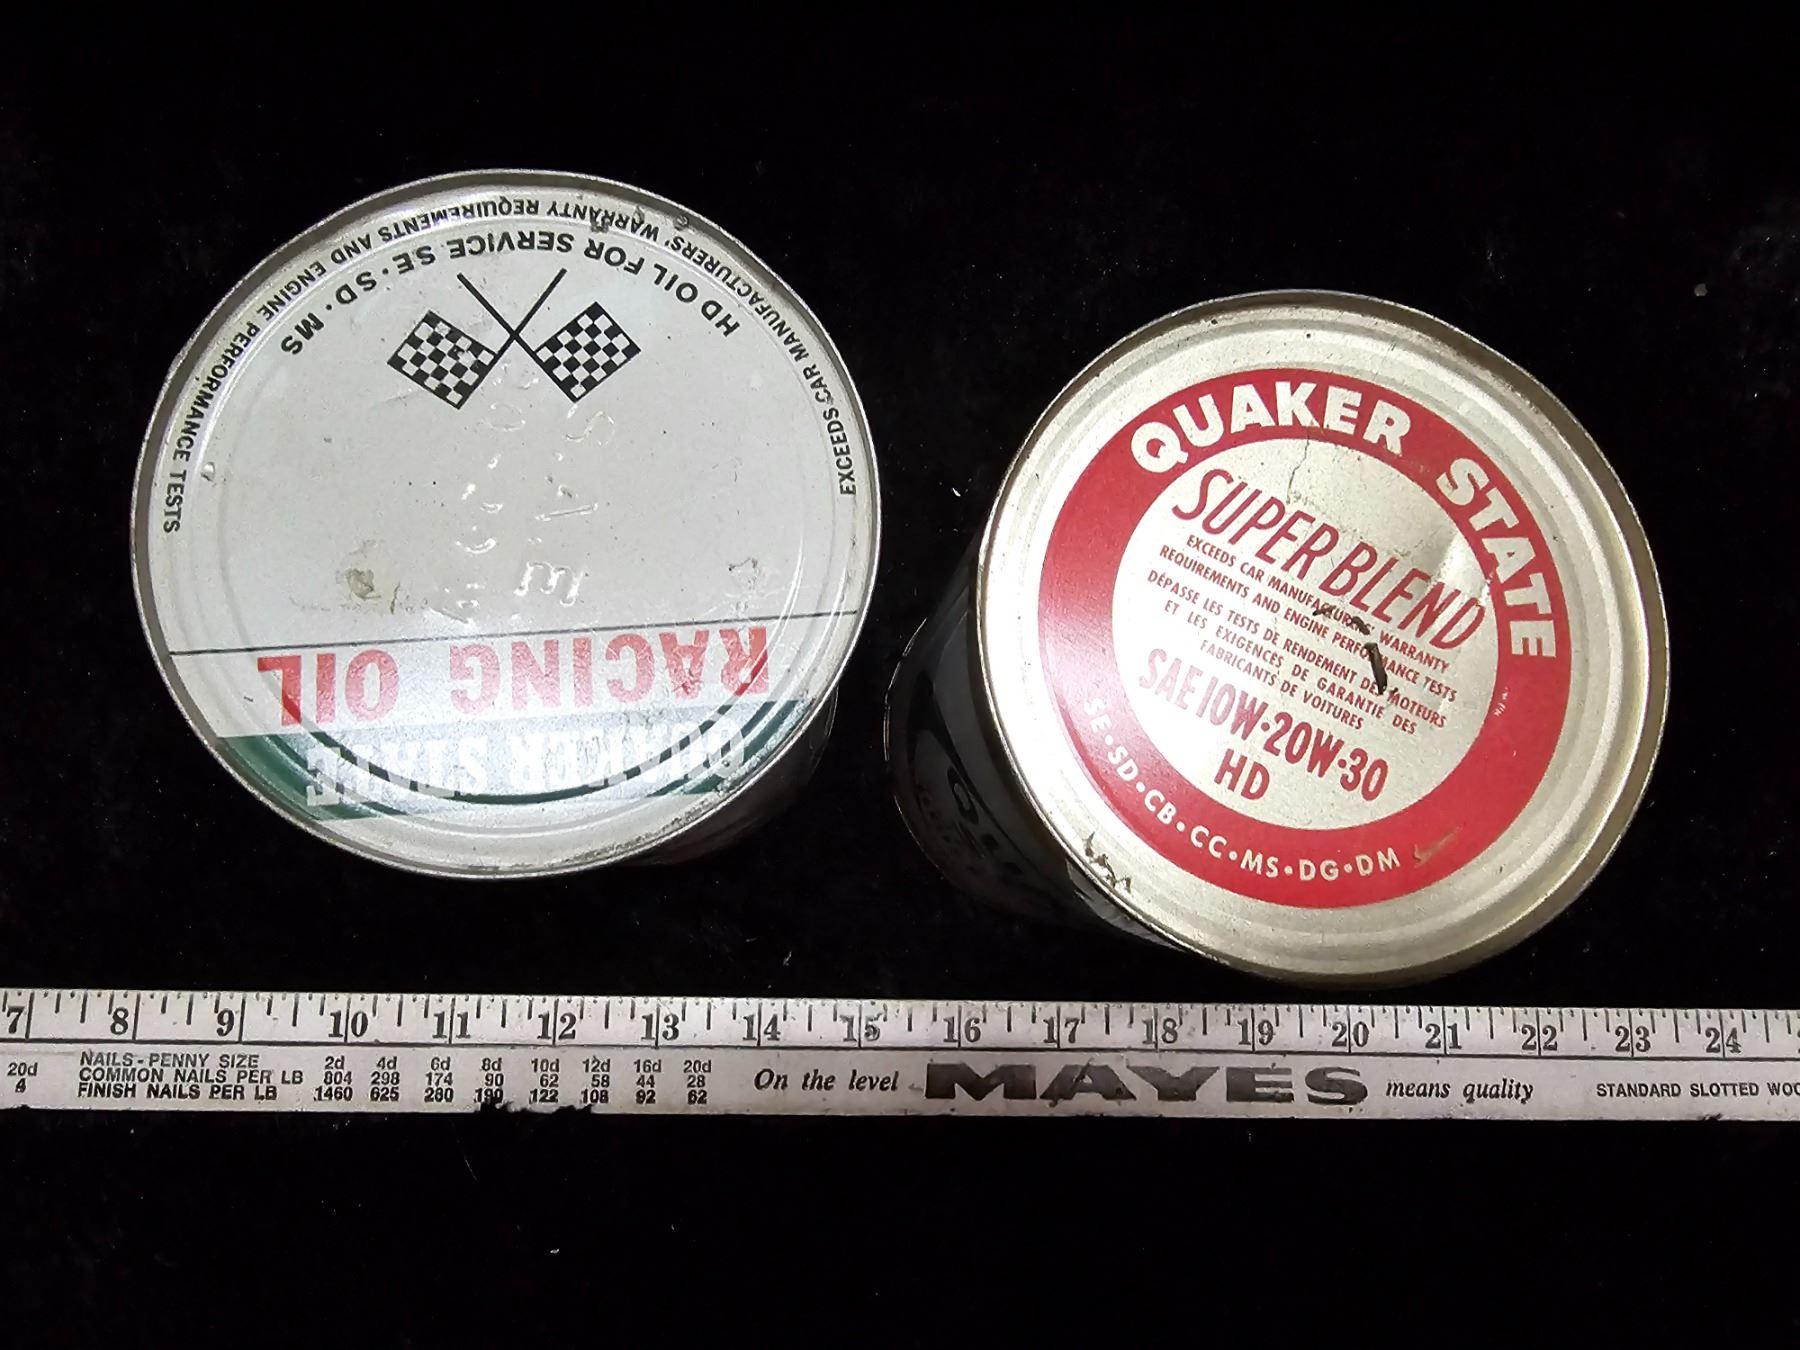 QUAKER STATE
RACING OIL
S.A.E.
HD OIL FOR SERVICE SE • SD • MS
EXCEEDS CAR MANUFACTURERS' WARRANTY REQUIREMENTS AND ENGINE PERFORMANCE TESTS
QUAKER STATE
SUPER BLEND
EXCEEDS CAR MANUFACTURERS WARRANTY
REQUIREMENTS AND ENGINE PERFORMANCE TESTS
DÉPASSE LES TESTS DE RENDEMENT DES MOTEURS
ET LES EXIGENCES DE GARANTIE DES
FABRICANTS DE VOITURES
SAE 10W•20W•30
HD
SE • SD • CB • CC • MS • DG • DM
7 8 9 10 11 12 13 14 15 16 17 18 19 20 21 22 23 24
20d
4
NAILS - PENNY SIZE 2d 4d 6d 8d 10d 12d 16d 20d
COMMON NAILS PER LB 804 298 174 90 62 58 44 28
FINISH NAILS PER LB 1460 625 280 190 122 108 92 62
On the level MAYES means quality
STANDARD SLOTTED